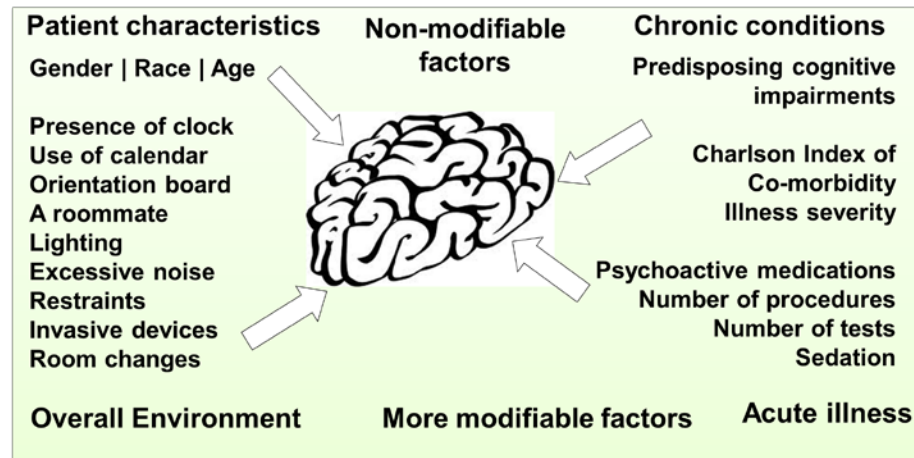 Patient characteristics
Gender | Race | Age
Non-modifiable
factors
Chronic conditions
Predisposing cognitive
impairments
Charlson Index of
Co-morbidity
Illness severity
Presence of clock
Use of calendar
Orientation board
A roommate
Lighting
Excessive noise
Restraints
Invasive devices
Room changes
Psychoactive medications
Number of procedures
Number of tests
Sedation
Overall Environment
More modifiable factors
Acute illness